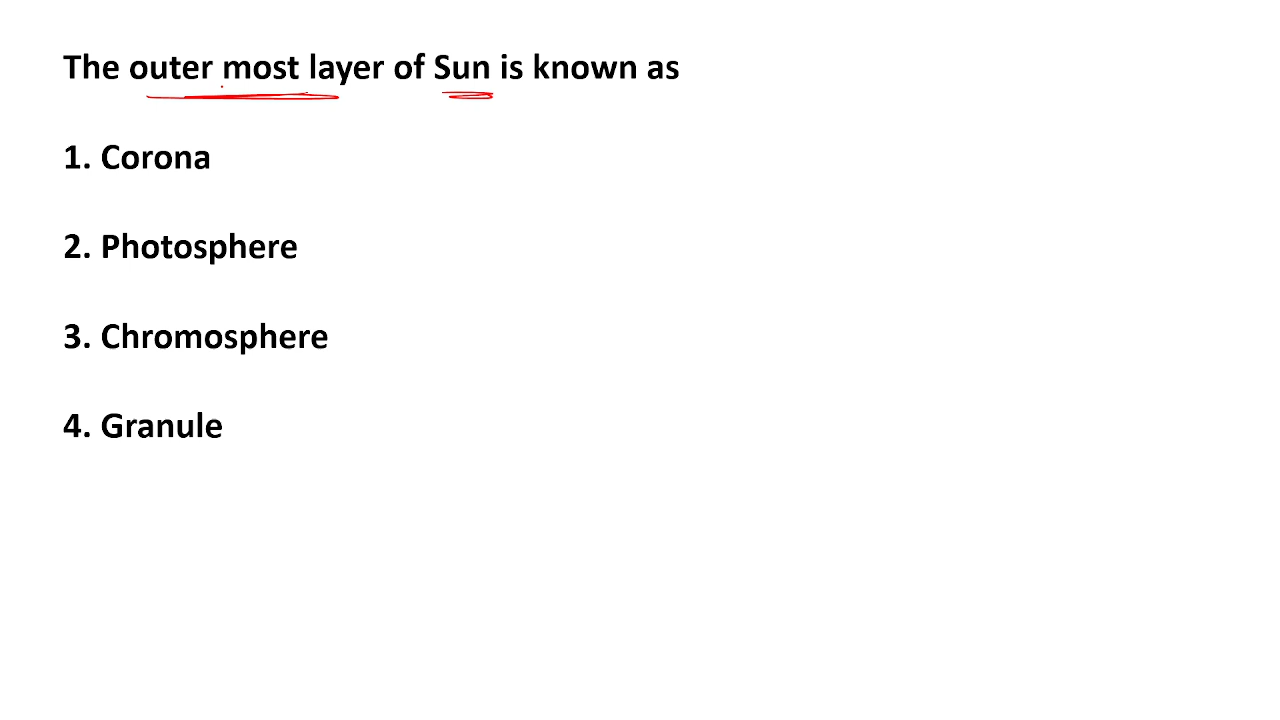 The outer most layer of Sun is known as
1. Corona
2. Photosphere
3. Chromosphere
4. Granule